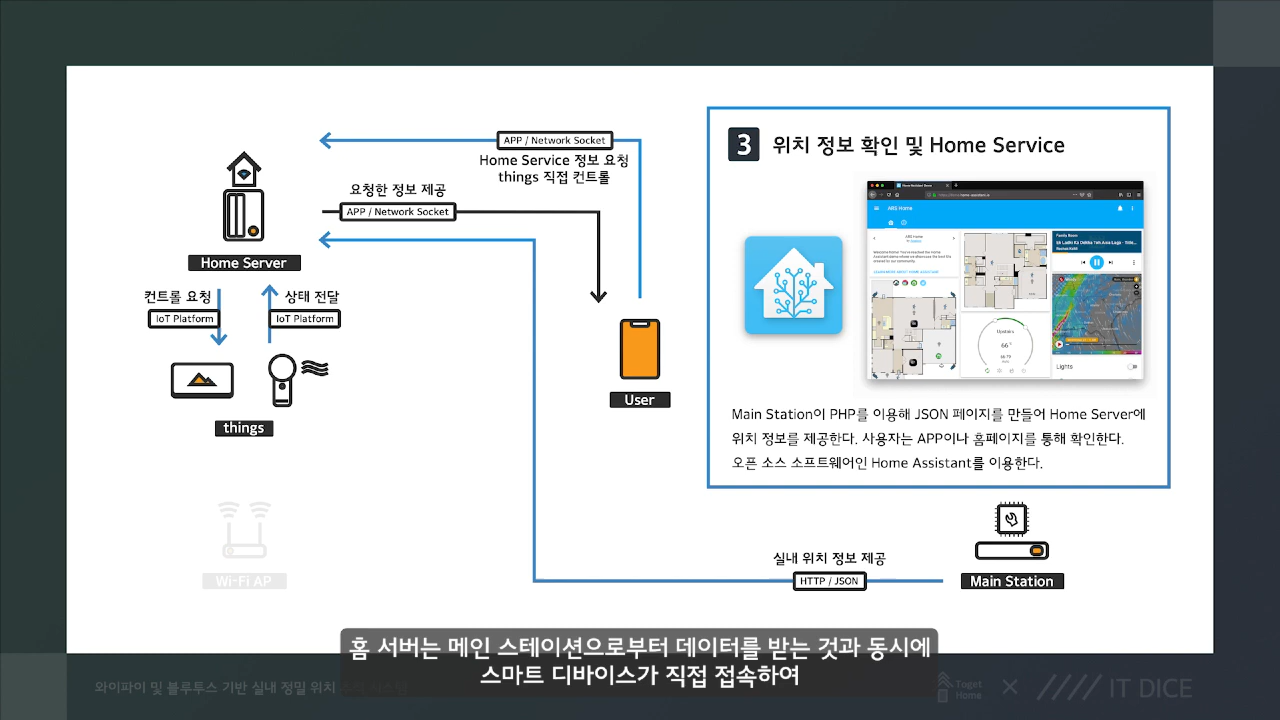 APP / Network Socket
Home Service 정보 요청
things 직접 컨트롤
요청한 정보 제공
APP / Network Socket
Home Server
컨트롤 요청
IoT Platform
상태 전달
IoT Platform
things
User
Wi-Fi AP
3 위치 정보 확인 및 Home Service
ABS Home
ABS Home
Family Room
Upstairs
66
Lights
Main Station이 PHP를 이용해 JSON 페이지를 만들어 Home Server에
위치 정보를 제공한다. 사용자는 APP이나 홈페이지를 통해 확인한다.
오픈 소스 소프트웨어인 Home Assistant를 이용한다.
실내 위치 정보 제공
HTTP / JSON
Main Station
홈 서버는 메인 스테이션으로부터 데이터를 받는 것과 동시에
스마트 디바이스가 직접 접속하여
와이파이 및 블루투스 기반 실내 정밀 위치
Toget
Home
IT DICE